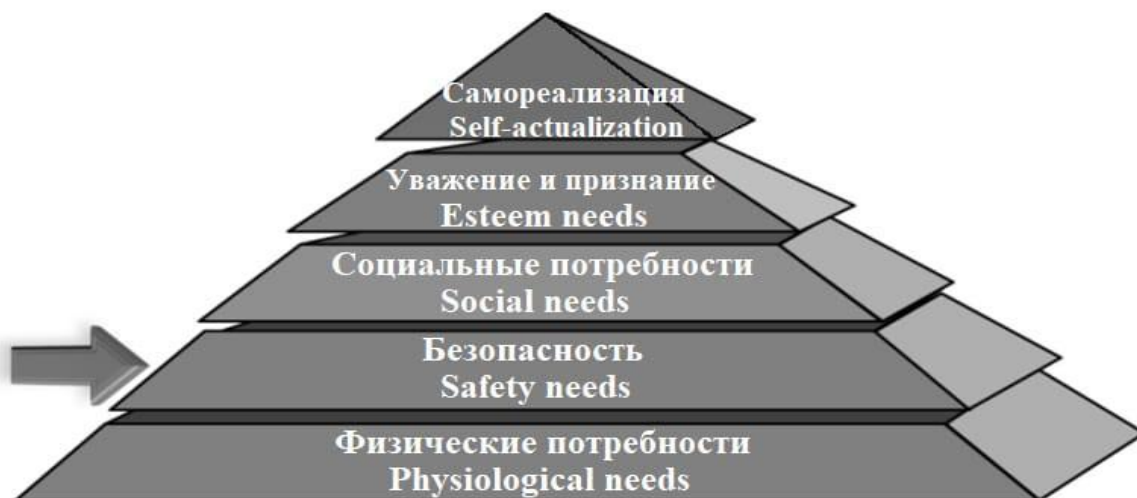 Самореализация
Self-actualization
Уважение и признание
Esteem needs
Социальные потребности
Social needs
Безопасность
Safety needs
Физические потребности
Physiological needs